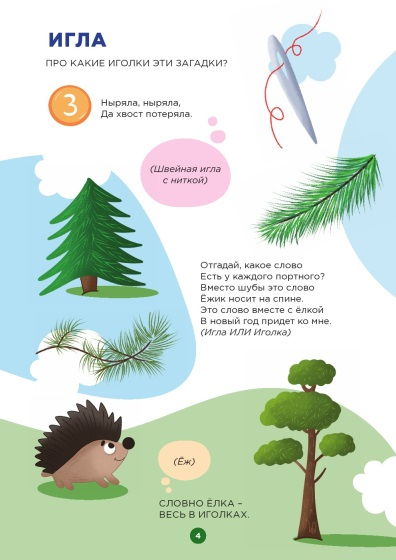 ИГЛА
ПРО КАКИЕ ИГОЛКИ ЭТИ ЗАГАДКИ?
3
Ныряла, ныряла,
Да хвост потеряла.
(Швейная игла
с ниткой)
Отгадай, какое слово
Есть у каждого портного?
Вместо шубы это слово
Ёжик носит на спине.
Это слово вместе с ёлкой
В новый год придет ко мне.
(Игла ИЛИ Иголка)
(Ёж)
СЛОВНО ЁЛКА –
ВЕСЬ В ИГОЛКАХ.
4